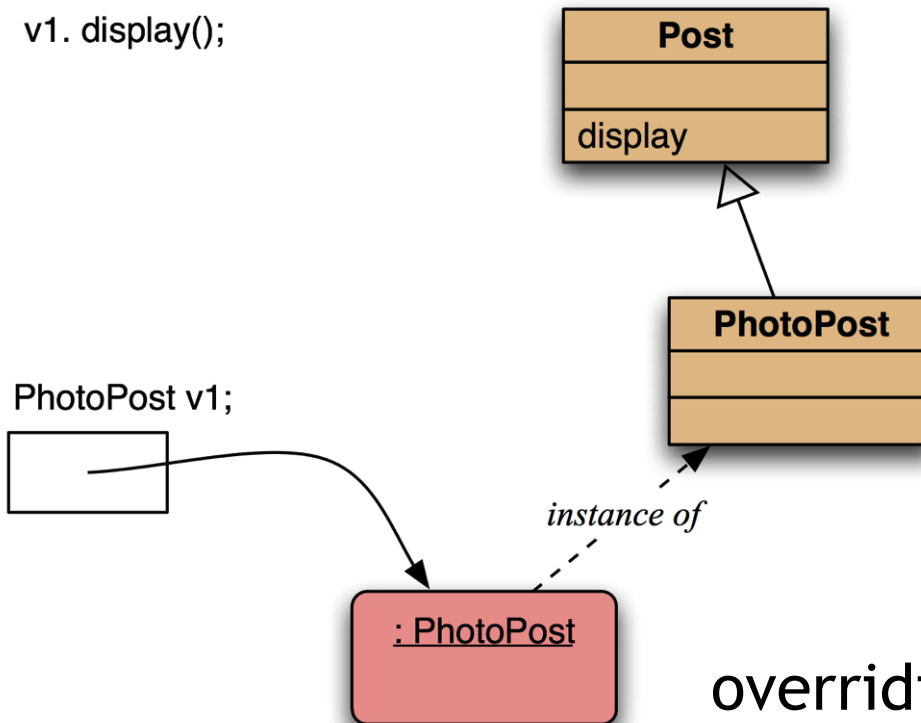 v1. display();
Post
display
PhotoPost
PhotoPost v1;
instance of
: PhotoPost